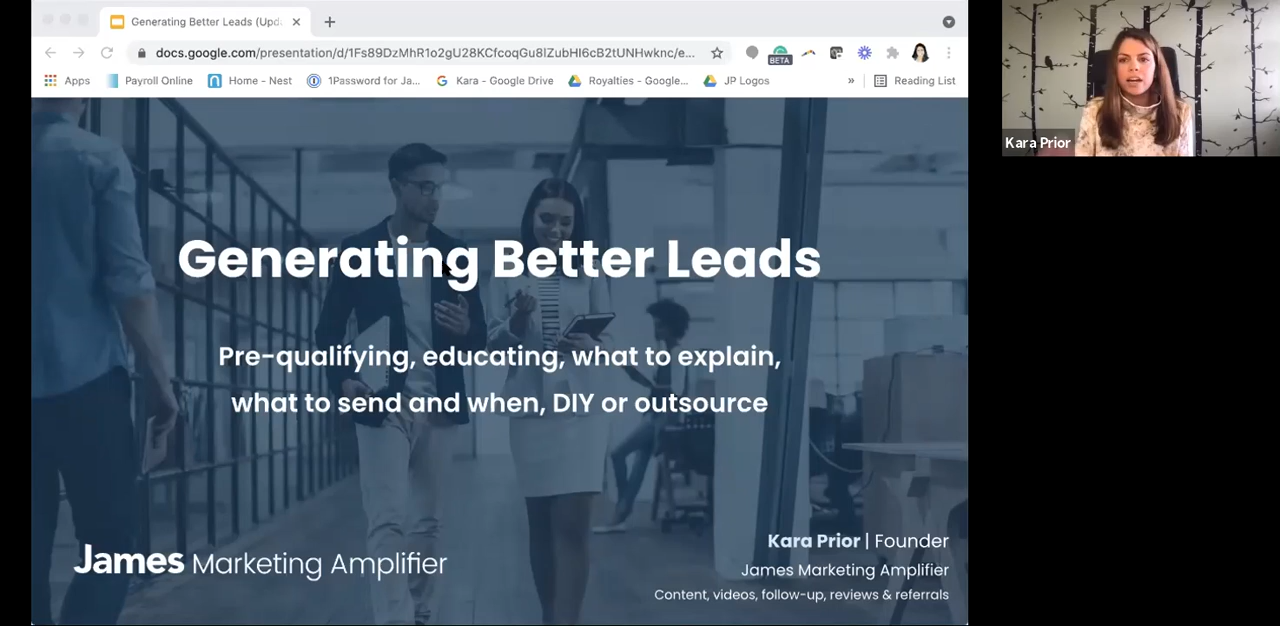 Generating Better Leads (Upda
docs.google.com/presentation/d/1Fs89DzMhR1o2gU28KCfcoqGu8lZubHl6cB2tUNHwknc/e...
BETA
Apps
Payroll Online
Home - Nest
1Password for Ja...
Kara - Google Drive
Royalties - Google...
JP Logos
»
Reading List
Kara Prior
Generating Better Leads
Pre-qualifying, educating, what to explain,
what to send and when, DIY or outsource
James Marketing Amplifier
Kara Prior | Founder
James Marketing Amplifier
Content, videos, follow-up, reviews & referrals